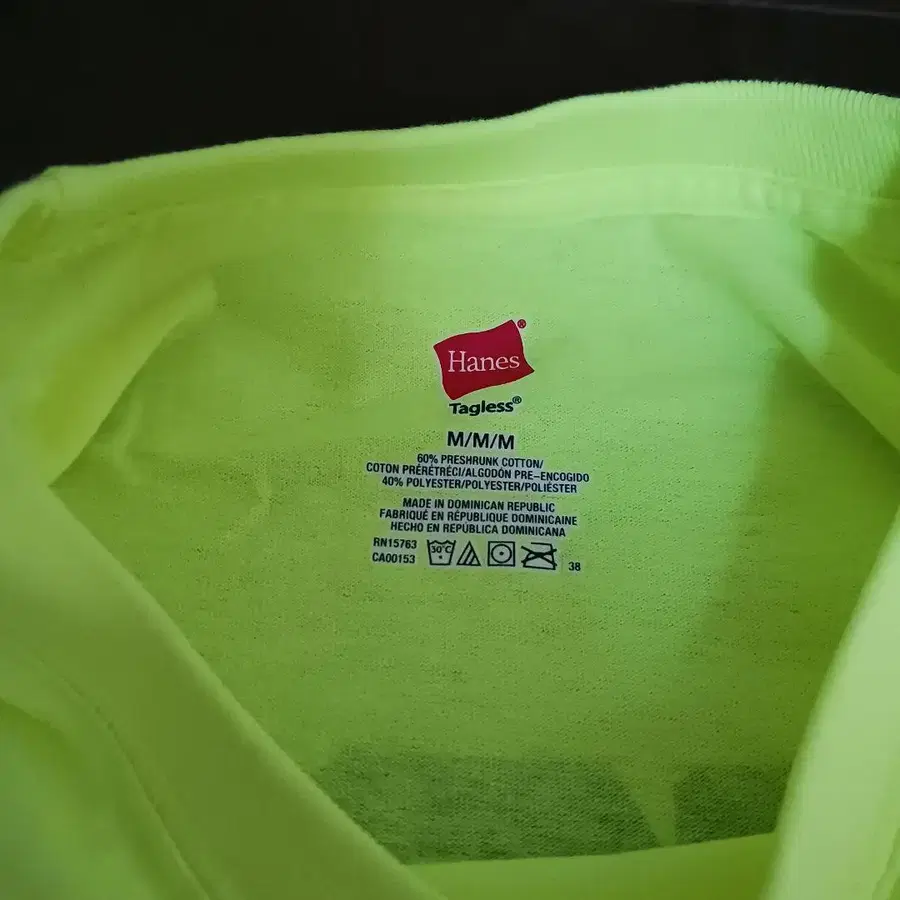 Hanes®
Tagless®
M/M/M
60% PRESHRUNK COTTON/
COTON PRÉRÉTRÉCI/ALGODÓN PRE-ENCOGIDO
40% POLYESTER/POLYESTER/POLIÉSTER
MADE IN DOMINICAN REPUBLIC
FABRIQUÉ EN RÉPUBLIQUE DOMINICAINE
HECHO EN REPÚBLICA DOMINICANA
RN15763
CA00153
30°C
38